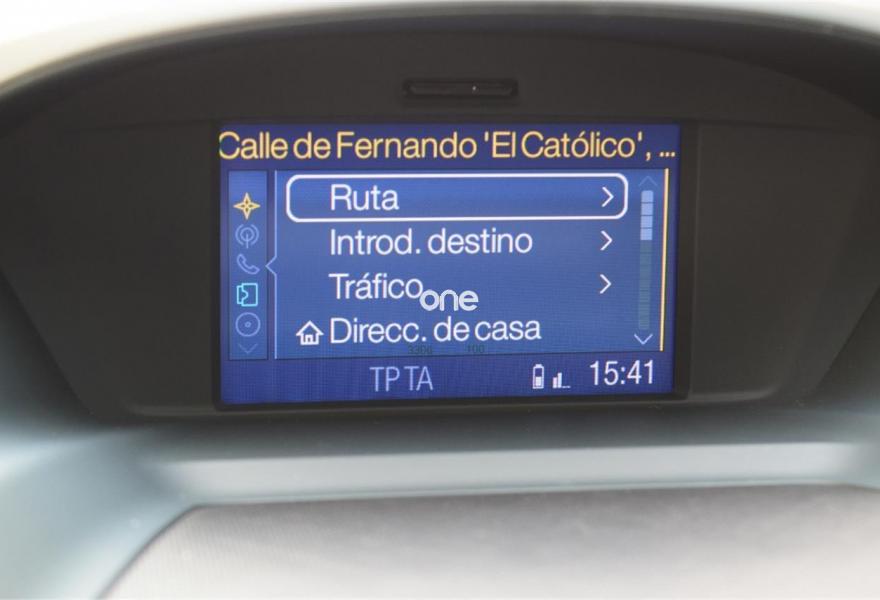 Calle de Fernando 'El Católico', ...
Ruta
Introd. destino
Tráfico
one
Direcc. de casa
TP TA
15:41